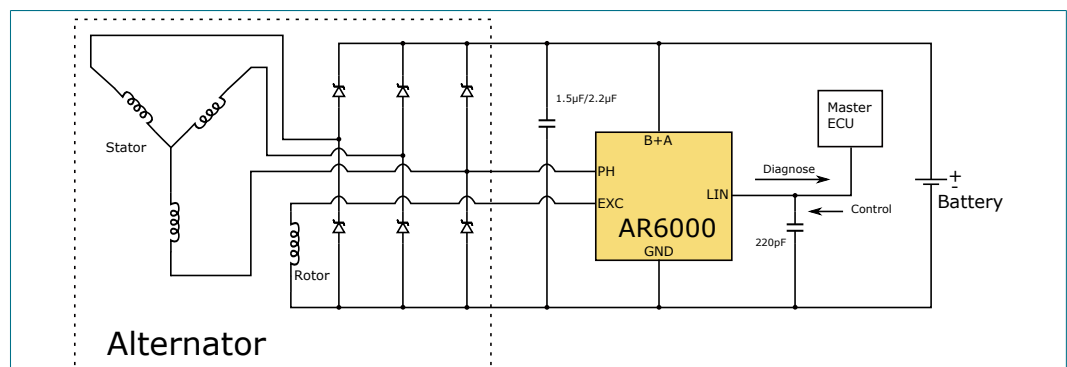 Stator
Rotor
Alternator
1.5µF/2.2µF
B+A
PH
EXC
LIN
AR6000
GND
Diagnose
Control
220pF
Master
ECU
+
-
Battery